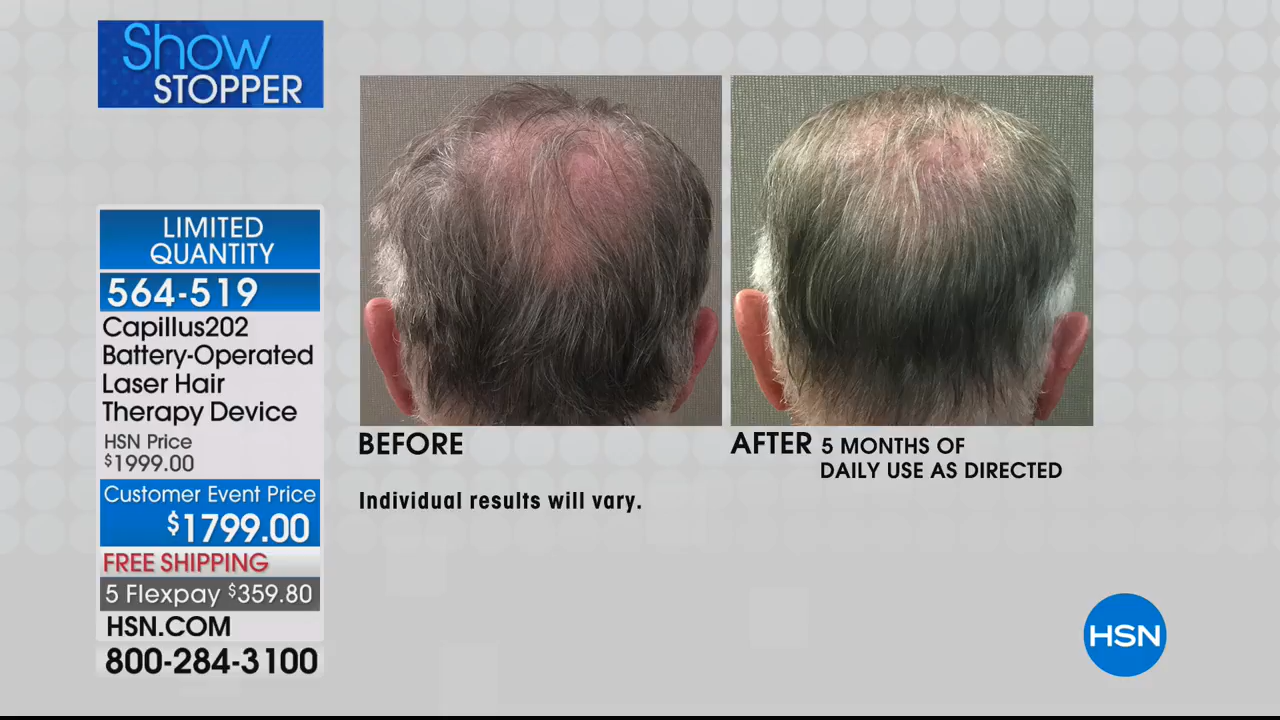 Show
STOPPER
LIMITED
QUANTITY
564-519
Capillus202
Battery-Operated
Laser Hair
Therapy Device
HSN Price
$1999.00
Customer Event Price
$1799.00
FREE SHIPPING
5 Flexpay $359.80
HSN.COM
800-284-3100
BEFORE
AFTER 5 MONTHS OF
DAILY USE AS DIRECTED
Individual results will vary.
HSN